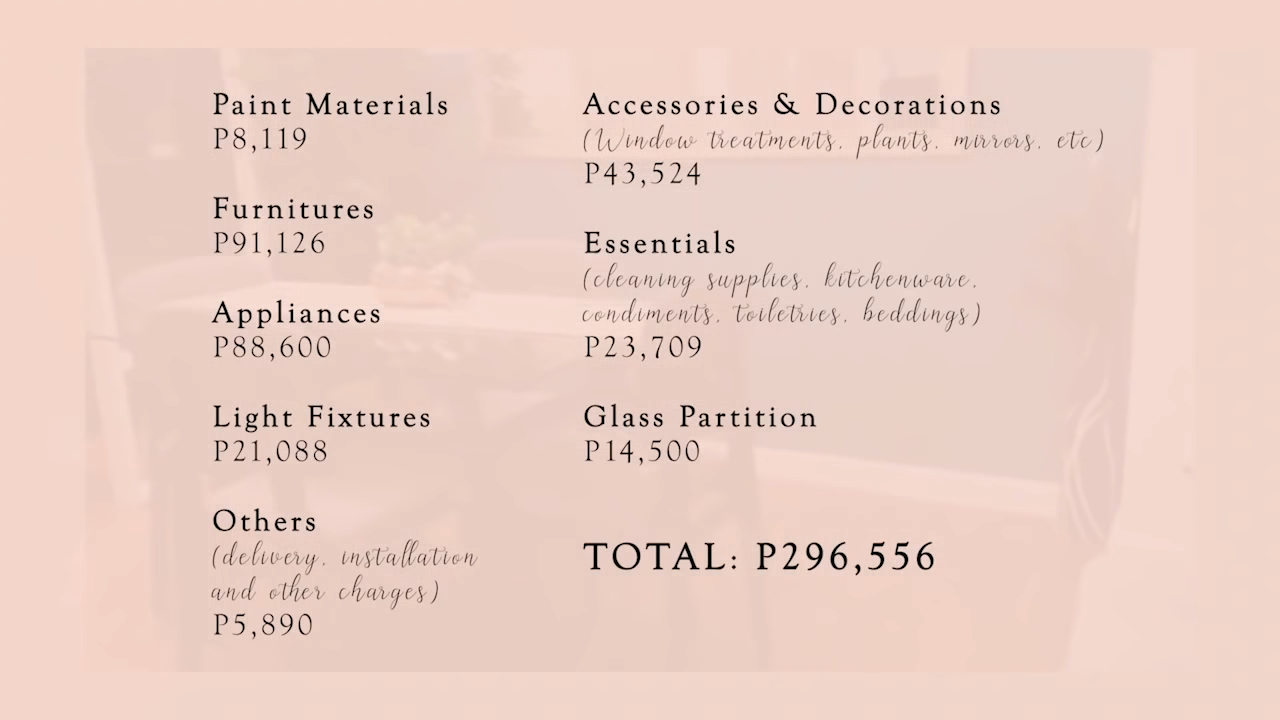 Paint Materials
P8,119
Furnitures
P91,126
Appliances
P88,600
Light Fixtures
P21,088
Others
(delivery, installation
and other charges)
P5,890
Accessories & Decorations
(Window treatments, plants, mirrors, etc)
P43,524
Essentials
(cleaning supplies, kitchenware,
condiments, toiletries, beddings)
P23,709
Glass Partition
P14,500
TOTAL: P296,556